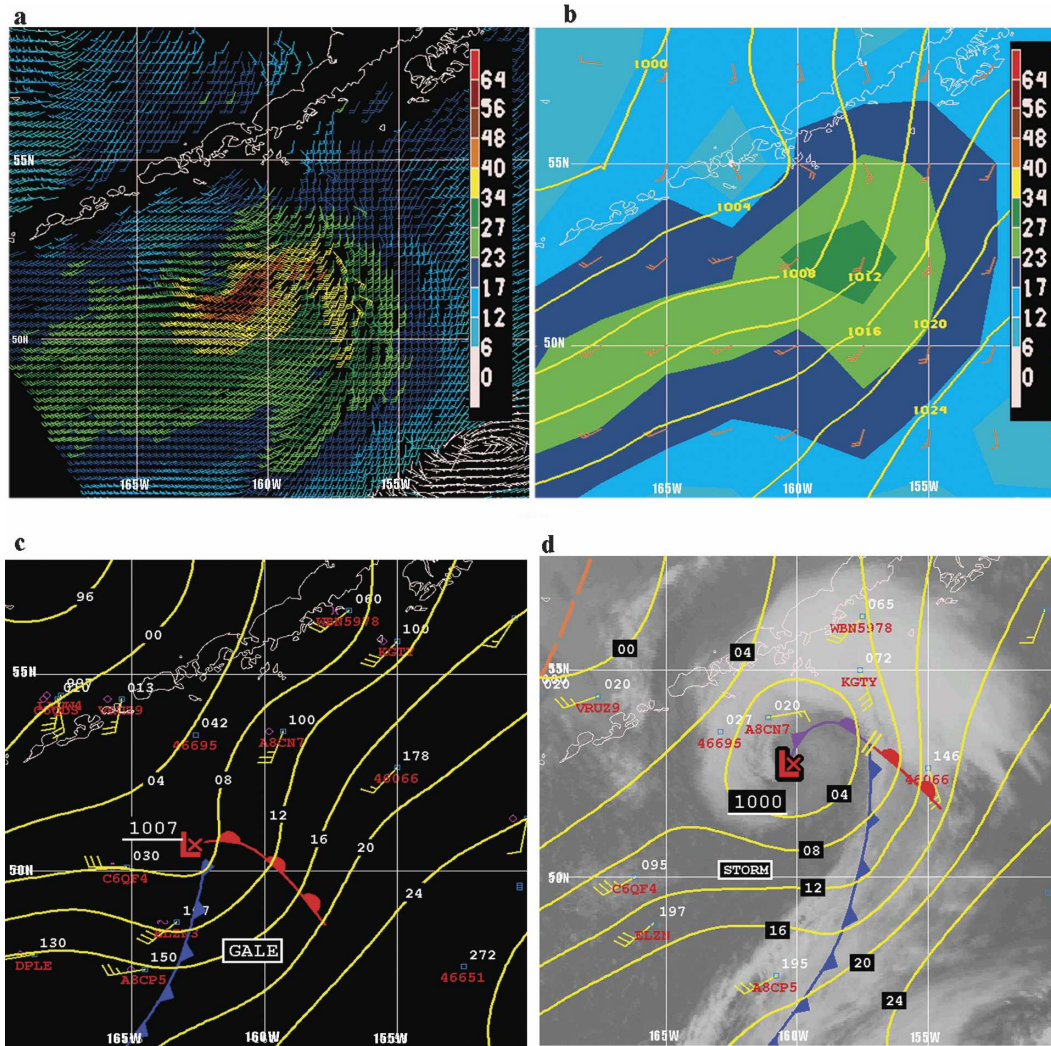 a
b
64
56
48
40
34
27
23
17
12
6
0
55N
50N
165W
160W
155W
1000
1004
1008
1012
1016
1020
1024
64
56
48
40
34
27
23
17
12
6
0
55N
50N
165W
160W
155W
c
d
96
00
060
WBN5978
100
KGTY
55N
010
013
042
46695
100
A8CN7
178
46066
04
08
12
16
20
24
1007
L
030
C6QF4
50N
GALE
130
DPLE
150
A8CP5
272
46651
165W
160W
155W
00
04
065
WBN5978
072
KGTY
020
020
VRUZ9
027
46695
020
A8CN7
146
46066
L
1000
04
08
STORM
12
095
C6QF4
50N
197
16
195
A8CP5
20
24
165W
160W
155W